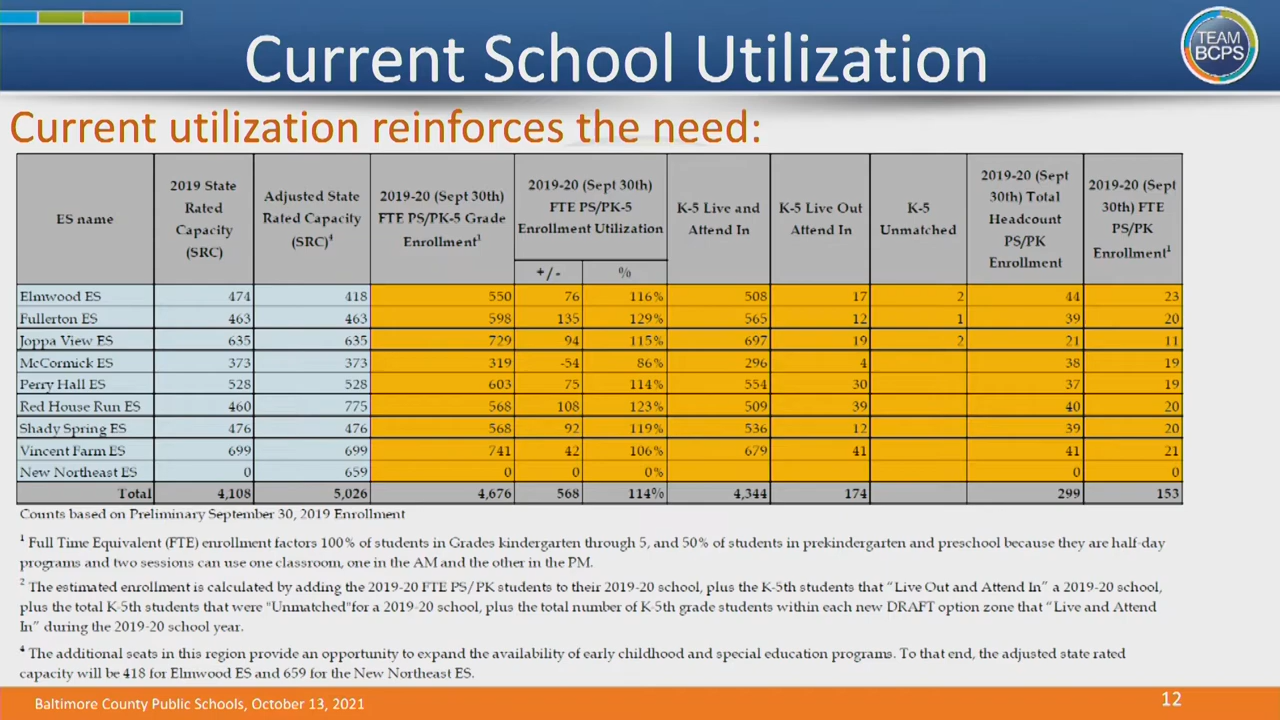 Current School Utilization
TEAM
BCPS
Current utilization reinforces the need:
ES name | 2019 State Rated Capacity (SRC) | Adjusted State Rated Capacity (SRC)⁴ | 2019-20 (Sept 30th) FTE PS/PK-5 Grade Enrollment¹ | 2019-20 (Sept 30th) FTE PS/PK-5 Enrollment Utilization | K-5 Live and Attend In | K-5 Live Out Attend In | K-5 Unmatched | 2019-20 (Sept 30th) Total Headcount PS/PK Enrollment | 2019-20 (Sept 30th) FTE PS/PK Enrollment¹
+/- | %
Elmwood ES | 474 | 418 | 550 | 76 | 116% | 508 | 17 | 2 | 44 | 23
Fullerton ES | 463 | 463 | 598 | 135 | 129% | 565 | 12 | 1 | 39 | 20
Joppa View ES | 635 | 635 | 729 | 94 | 115% | 697 | 19 | 2 | 21 | 11
McCormick ES | 373 | 373 | 319 | -54 | 86% | 296 | 4 | | 38 | 19
Perry Hall ES | 528 | 528 | 603 | 75 | 114% | 554 | 30 | | 37 | 19
Red House Run ES | 460 | 775 | 568 | 108 | 123% | 509 | 39 | | 40 | 20
Shady Spring ES | 476 | 476 | 568 | 92 | 119% | 536 | 12 | | 39 | 20
Vincent Farm ES | 699 | 699 | 741 | 42 | 106% | 679 | 41 | | 41 | 21
New Northeast ES | 0 | 659 | 0 | 0 | 0% | | | | 0 | 0
Total | 4,108 | 5,026 | 4,676 | 568 | 114% | 4,344 | 174 | | 299 | 153
Counts based on Preliminary September 30, 2019 Enrollment
¹ Full Time Equivalent (FTE) enrollment factors 100% of students in Grades kindergarten through 5, and 50% of students in prekindergarten and preschool because they are half-day
programs and two sessions can use one classroom, one in the AM and the other in the PM.
² The estimated enrollment is calculated by adding the 2019-20 FTE PS/PK students to their 2019-20 school, plus the K-5th students that "Live Out and Attend In" a 2019-20 school,
plus the total K-5th students that were "Unmatched"for a 2019-20 school, plus the total number of K-5th grade students within each new DRAFT option zone that "Live and Attend
In" during the 2019-20 school year.
⁴ The additional seats in this region provide an opportunity to expand the availability of early childhood and special education programs. To that end, the adjusted state rated
capacity will be 418 for Elmwood ES and 659 for the New Northeast ES.
Baltimore County Public Schools, October 13, 2021
12